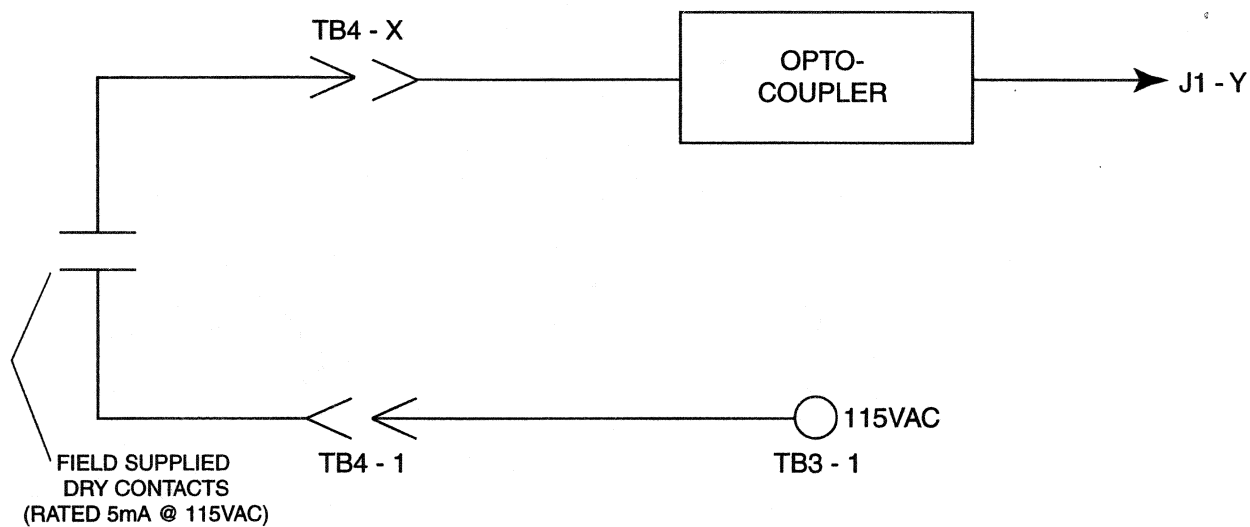 TB4 - X
OPTO-
COUPLER
J1 - Y
115VAC
TB4 - 1
TB3 - 1
FIELD SUPPLIED
DRY CONTACTS
(RATED 5mA @ 115VAC)